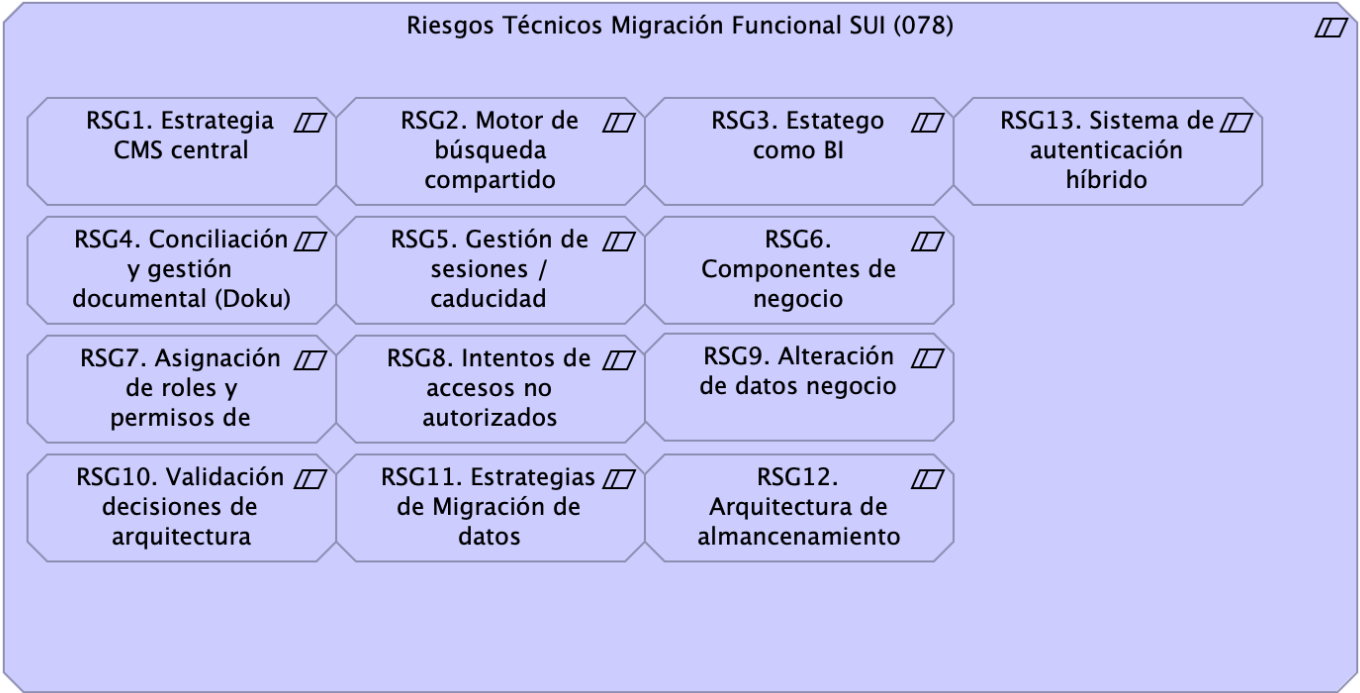 Riesgos Técnicos Migración Funcional SUI (078)
RSG1. Estrategia
CMS central
RSG2. Motor de
búsqueda
compartido
RSG3. Estatego
como BI
RSG13. Sistema de
autenticación
híbrido
RSG4. Conciliación
y gestión
documental (Doku)
RSG5. Gestión de
sesiones /
caducidad
RSG6.
Componentes de
negocio
RSG7. Asignación
de roles y
permisos de
RSG8. Intentos de
accesos no
autorizados
RSG9. Alteración
de datos negocio
RSG10. Validación
decisiones de
arquitectura
RSG11. Estrategias
de Migración de
datos
RSG12.
Arquitectura de
almancenamiento